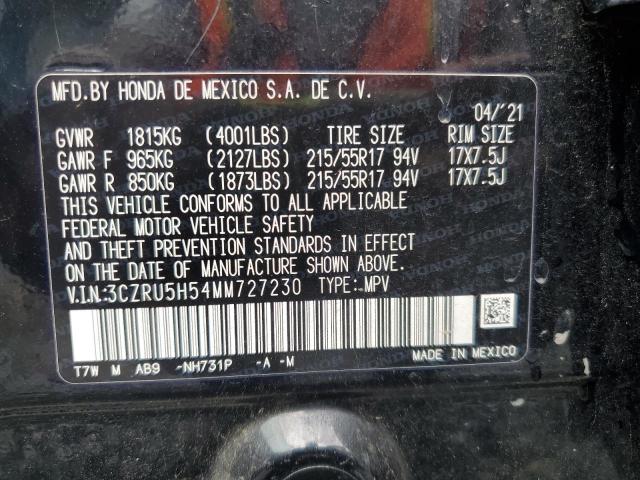 MFD.BY HONDA DE MEXICO S.A. DE C.V.
04/'21
GVWR 1815KG (4001LBS) TIRE SIZE RIM SIZE
GAWR F 965KG (2127LBS) 215/55R17 94V 17X7.5J
GAWR R 850KG (1873LBS) 215/55R17 94V 17X7.5J
THIS VEHICLE CONFORMS TO ALL APPLICABLE
FEDERAL MOTOR VEHICLE SAFETY
AND THEFT PREVENTION STANDARDS IN EFFECT
ON THE DATE OF MANUFACTURE SHOWN ABOVE.
V.I.N:3CZRU5H54MM727230 TYPE:MPV
T7W M AB9 -NH731P -A -M
MADE IN MEXICO